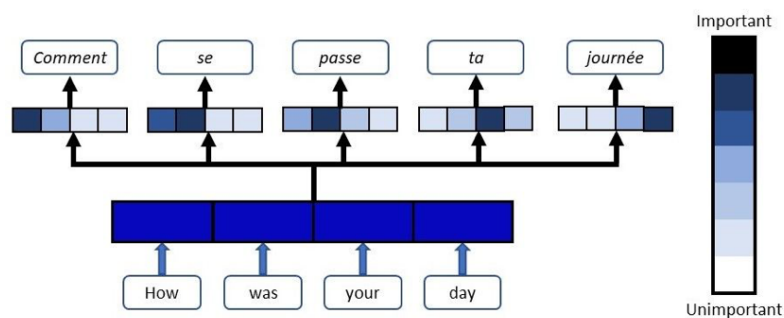 Important
Comment se passe ta journée
How was your day
Unimportant